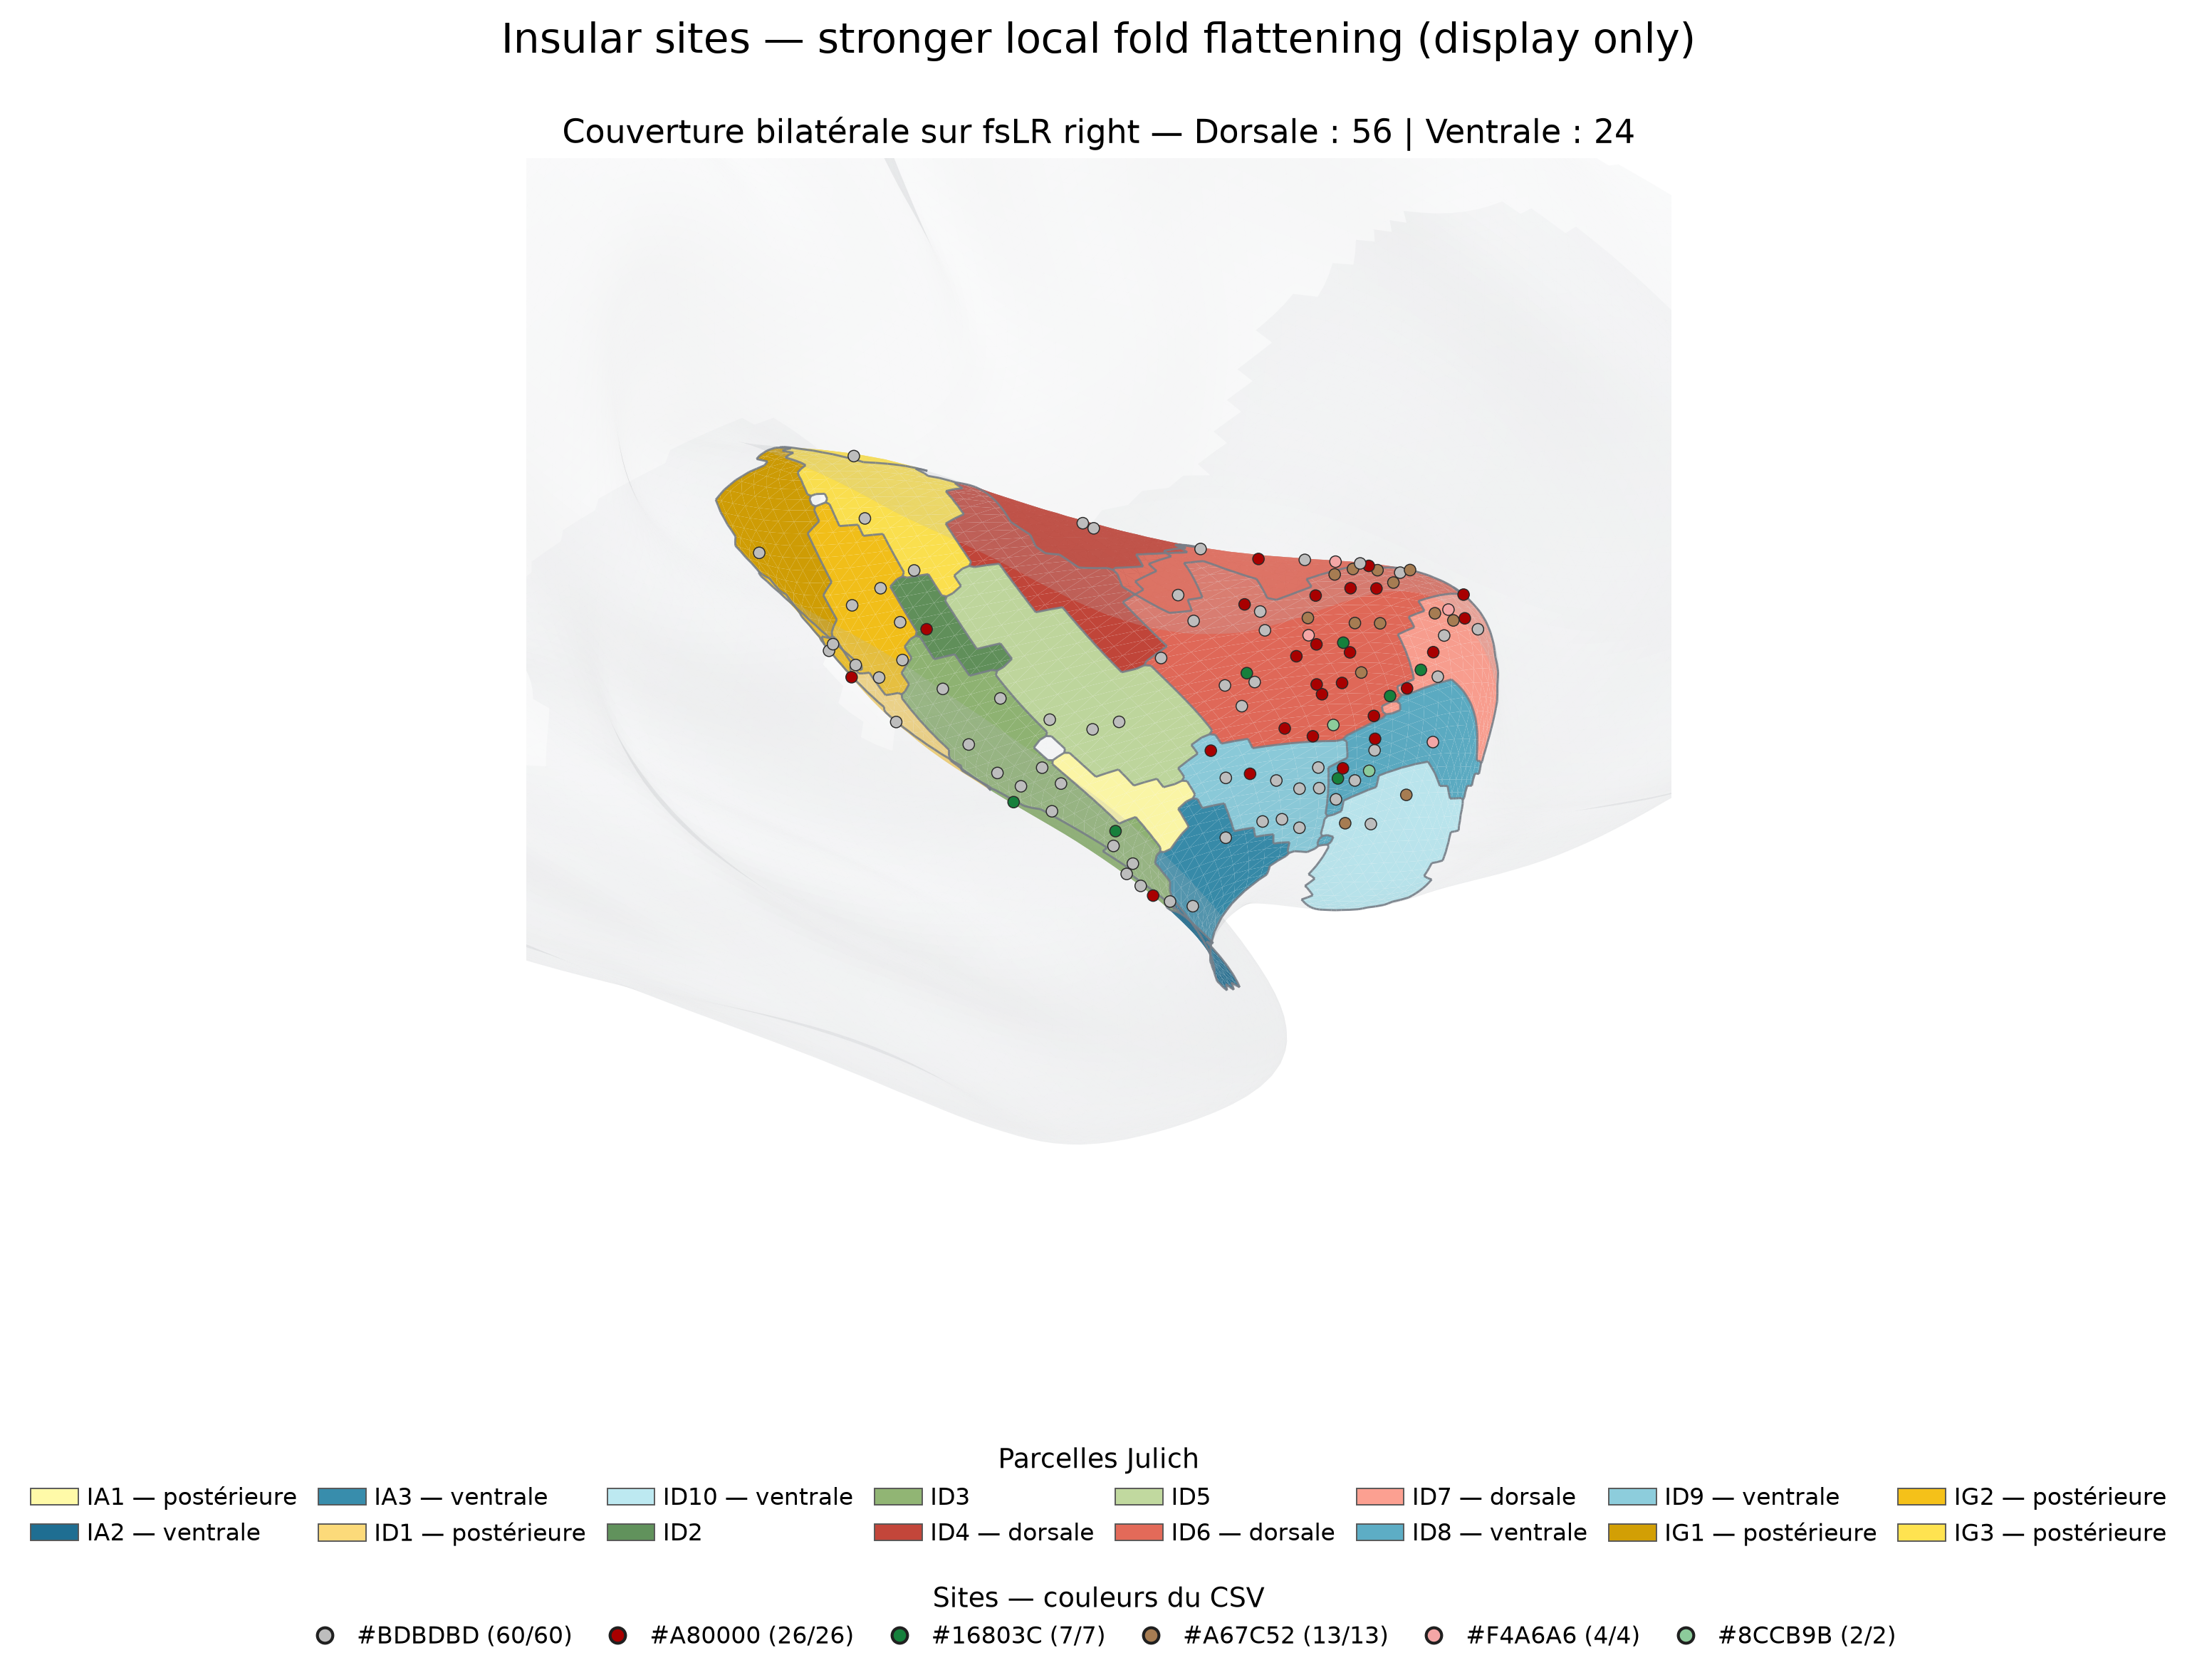 Insular sites — stronger local fold flattening (display only)
Couverture bilatérale sur fsLR right — Dorsale : 56 | Ventrale : 24
Parcelles Julich
IA1 — postérieure IA3 — ventrale ID10 — ventrale ID3 ID5 ID7 — dorsale ID9 — ventrale IG2 — postérieure
IA2 — ventrale ID1 — postérieure ID2 ID4 — dorsale ID6 — dorsale ID8 — ventrale IG1 — postérieure IG3 — postérieure
Sites — couleurs du CSV
#BDBDBD (60/60) #A80000 (26/26) #16803C (7/7) #A67C52 (13/13) #F4A6A6 (4/4) #8CCB9B (2/2)